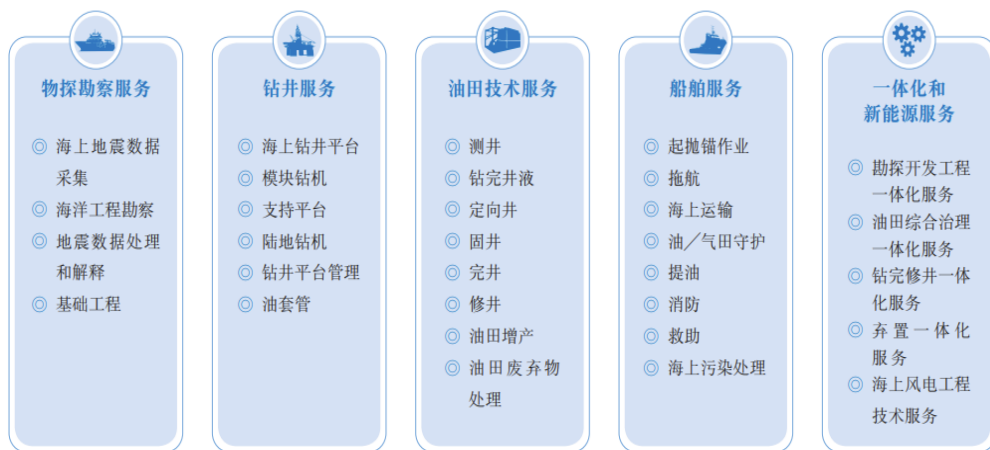 物探勘察服务
海上地震数据
采集
海洋工程勘察
地震数据处理
和解释
基础工程
钻井服务
海上钻井平台
模块钻机
支持平台
陆地钻机
钻井平台管理
油套管
油田技术服务
测井
钻完井液
定向井
固井
完井
修井
油田增产
油田废弃物
处理
船舶服务
起抛锚作业
拖航
海上运输
油／气田守护
提油
消防
救助
海上污染处理
一体化和
新能源服务
勘探开发工程
一体化服务
油田综合治理
一体化服务
钻完修井一体
化服务
弃置一体化
服务
海上风电工程
技术服务